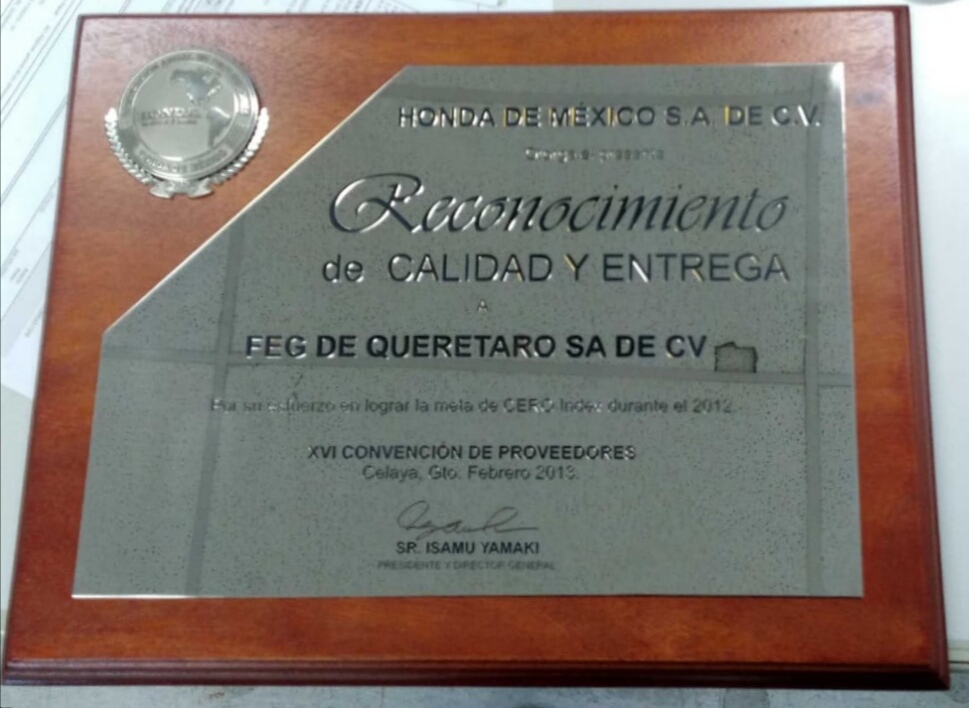 HONDA DE MÉXICO S.A. DE C.V.
Otorga el presente
Reconocimiento
de CALIDAD Y ENTREGA
A
FEG DE QUERETARO SA DE CV
Por su esfuerzo en lograr la meta de CERO Index durante el 2012.
XVI CONVENCIÓN DE PROVEEDORES
Celaya, Gto. Febrero 2013.
SR. ISAMU YAMAKI
PRESIDENTE Y DIRECTOR GENERAL